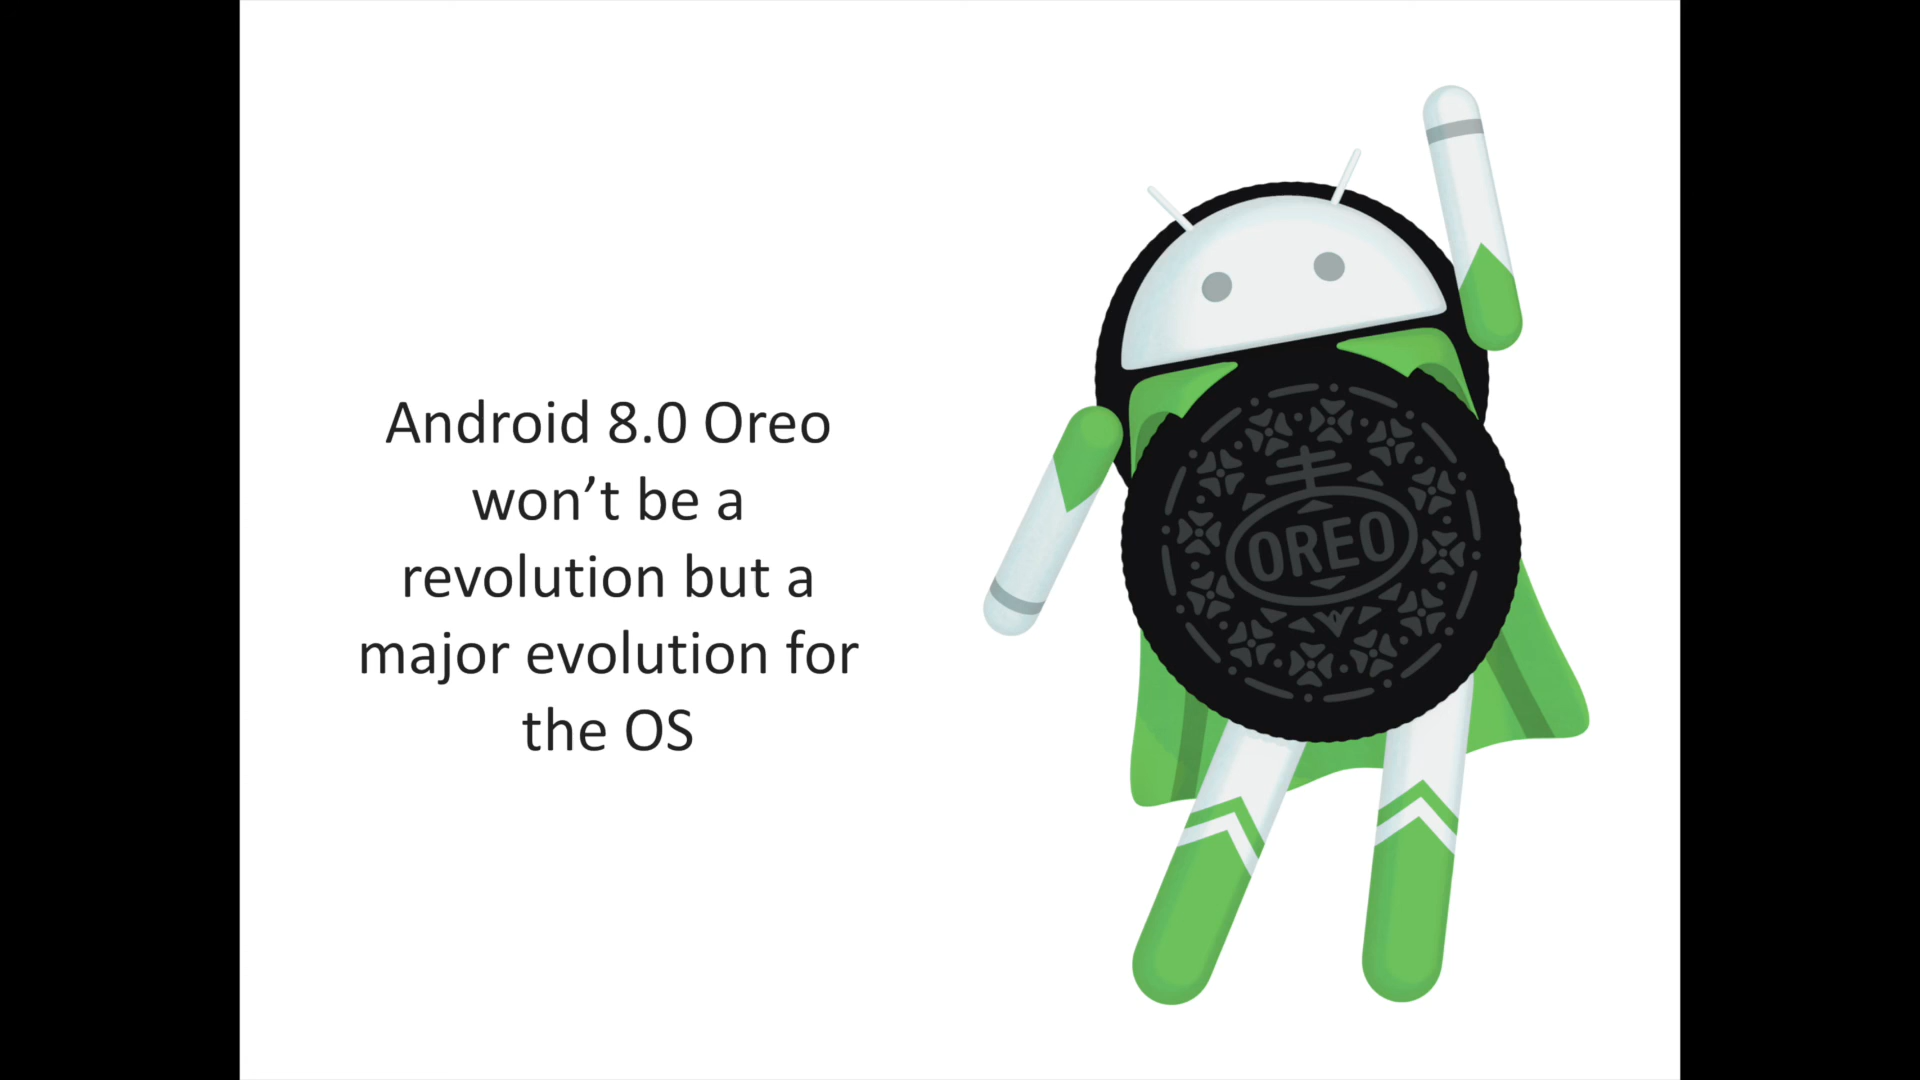 Android 8.0 Oreo
won’t be a
revolution but a
major evolution for
the OS
OREO